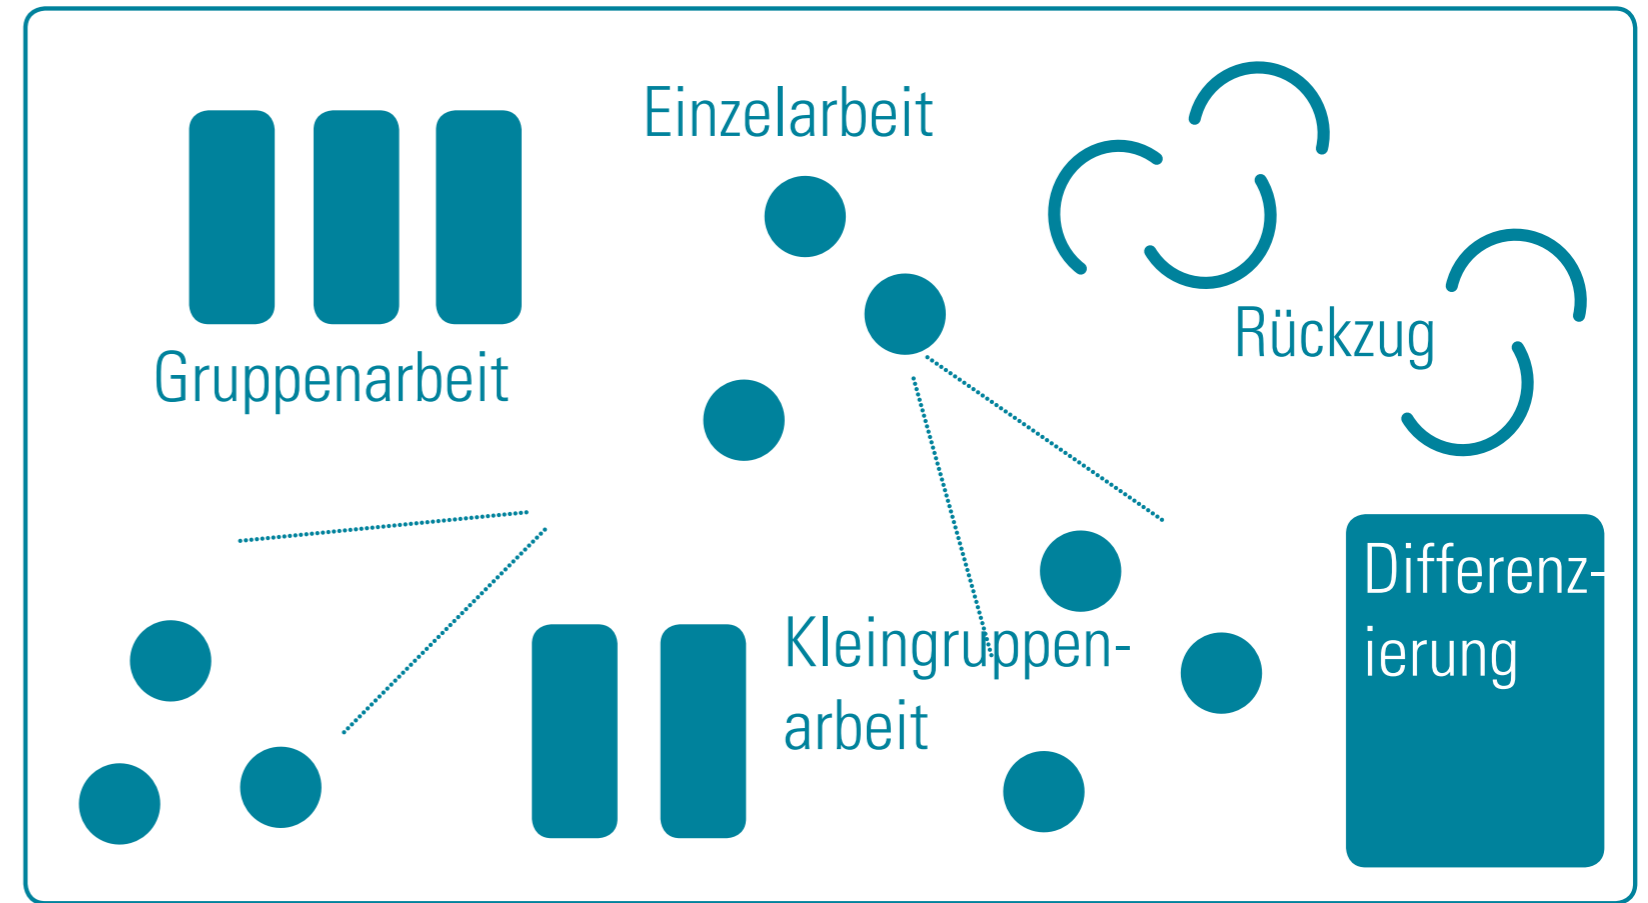 Einzelarbeit
Gruppenarbeit
Rückzug
Kleingruppen-
arbeit
Differenz-
ierung